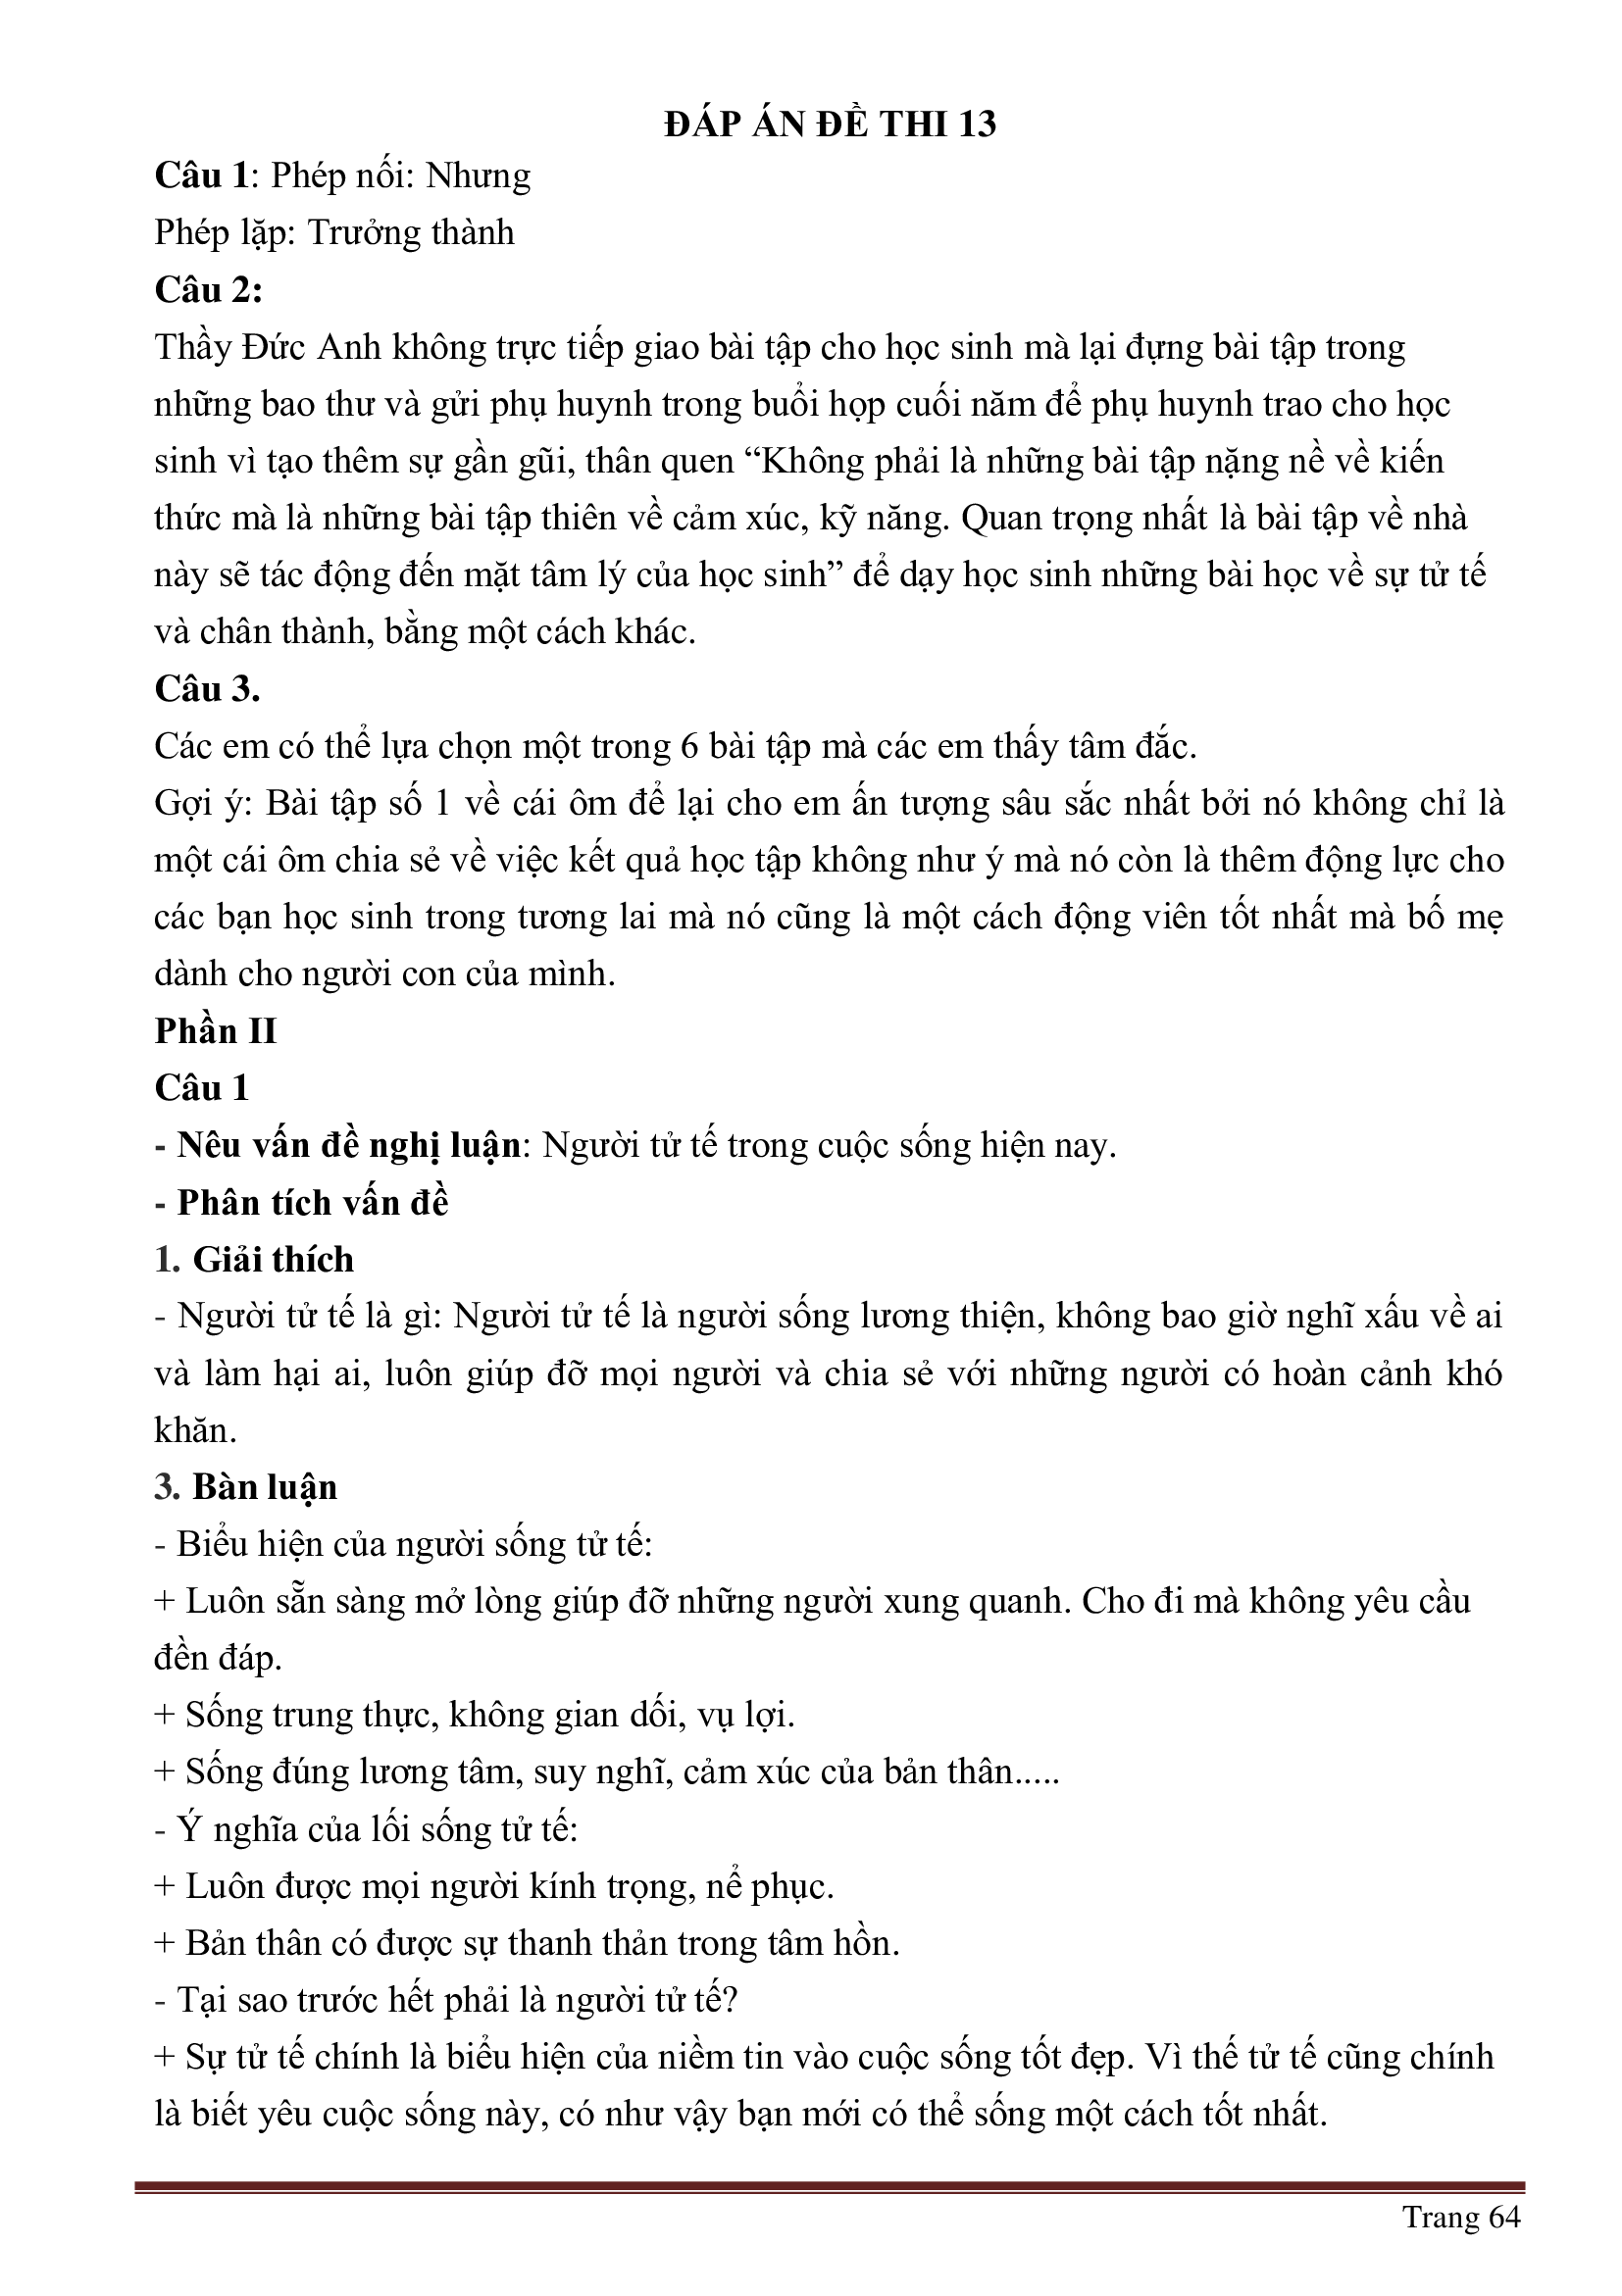 ĐÁP ÁN ĐỀ THI 13
Câu 1: Phép nối: Nhưng
Phép lặp: Trưởng thành
Câu 2:
Thầy Đức Anh không trực tiếp giao bài tập cho học sinh mà lại đựng bài tập trong
những bao thư và gửi phụ huynh trong buổi họp cuối năm để phụ huynh trao cho học
sinh vì tạo thêm sự gần gũi, thân quen “Không phải là những bài tập nặng nề về kiến
thức mà là những bài tập thiên về cảm xúc, kỹ năng. Quan trọng nhất là bài tập về nhà
này sẽ tác động đến mặt tâm lý của học sinh” để dạy học sinh những bài học về sự tử tế
và chân thành, bằng một cách khác.
Câu 3.
Các em có thể lựa chọn một trong 6 bài tập mà các em thấy tâm đắc.
Gợi ý: Bài tập số 1 về cái ôm để lại cho em ấn tượng sâu sắc nhất bởi nó không chỉ là
một cái ôm chia sẻ về việc kết quả học tập không như ý mà nó còn là thêm động lực cho
các bạn học sinh trong tương lai mà nó cũng là một cách động viên tốt nhất mà bố mẹ
dành cho người con của mình.
Phần II
Câu 1
- Nêu vấn đề nghị luận: Người tử tế trong cuộc sống hiện nay.
- Phân tích vấn đề
1. Giải thích
- Người tử tế là gì: Người tử tế là người sống lương thiện, không bao giờ nghĩ xấu về ai
và làm hại ai, luôn giúp đỡ mọi người và chia sẻ với những người có hoàn cảnh khó
khăn.
3. Bàn luận
- Biểu hiện của người sống tử tế:
+ Luôn sẵn sàng mở lòng giúp đỡ những người xung quanh. Cho đi mà không yêu cầu
đền đáp.
+ Sống trung thực, không gian dối, vụ lợi.
+ Sống đúng lương tâm, suy nghĩ, cảm xúc của bản thân.....
- Ý nghĩa của lối sống tử tế:
+ Luôn được mọi người kính trọng, nể phục.
+ Bản thân có được sự thanh thản trong tâm hồn.
- Tại sao trước hết phải là người tử tế?
+ Sự tử tế chính là biểu hiện của niềm tin vào cuộc sống tốt đẹp. Vì thế tử tế cũng chính
là biết yêu cuộc sống này, có như vậy bạn mới có thể sống một cách tốt nhất.
Trang 64